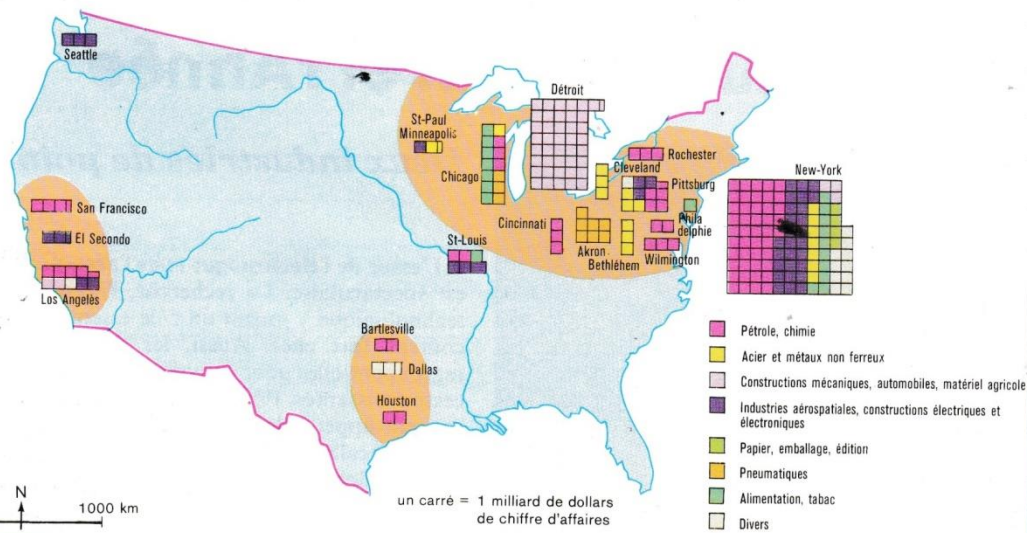 Seattle
St-Paul
Minneapolis
Chicago
Détroit
Cleveland
Rochester
Pittsburg
New-York
Phila
delphie
Cincinnati
Akron
Bethléhem
Wilmington
San Francisco
El Secondo
Los Angelès
St-Louis
Bartlesville
Dallas
Houston
Pétrole, chimie
Acier et métaux non ferreux
Constructions mécaniques, automobiles, matériel agricole
Industries aérospatiales, constructions électriques et
électroniques
Papier, emballage, édition
Pneumatiques
Alimentation, tabac
Divers
N
1000 km
un carré = 1 milliard de dollars
de chiffre d'affaires